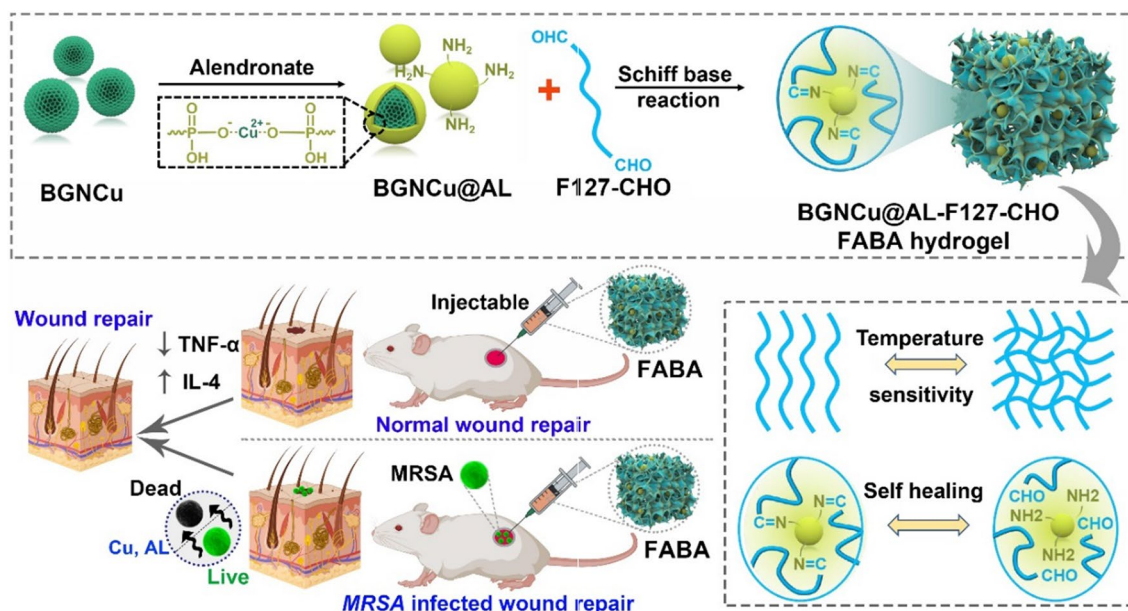 Alendronate
O
P
OH
O
-
Cu
2+
-
O
O
P
OH
BGNCu
NH2
H2N
NH2
NH2
BGNCu@AL
+
OHC
CHO
F127-CHO
Schiff base
reaction
N=C
C=N
N=C
BGNCu@AL-F127-CHO
FABA hydrogel
Wound repair
↓ TNF-α
↑ IL-4
Injectable
FABA
Normal wound repair
Dead
Cu, AL
Live
MRSA
FABA
MRSA infected wound repair
Temperature
sensitivity
N=C
C=N
N=C
Self healing
CHO
NH2
NH2
CHO
NH2
CHO